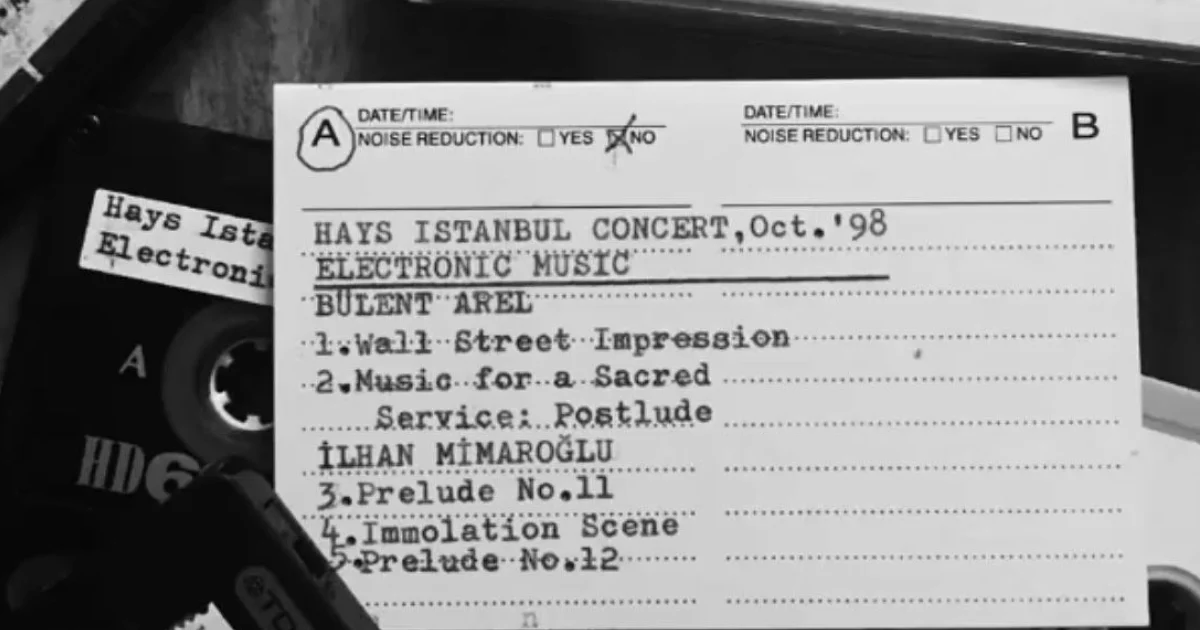 A DATE/TIME:
NOISE REDUCTION: YES NO
DATE/TIME:
NOISE REDUCTION: YES NO B
HAYS ISTANBUL CONCERT,Oct.'98
ELECTRONIC MUSIC
BÜLENT AREL
1.Wall Street Impression
2.Music for a Sacred
Service: Postlude
İLHAN MİMAROĞLU
3.Prelude No.11
4.Immolation Scene
5.Prelude No.12
Hays Ista
Electroni
A
HD6